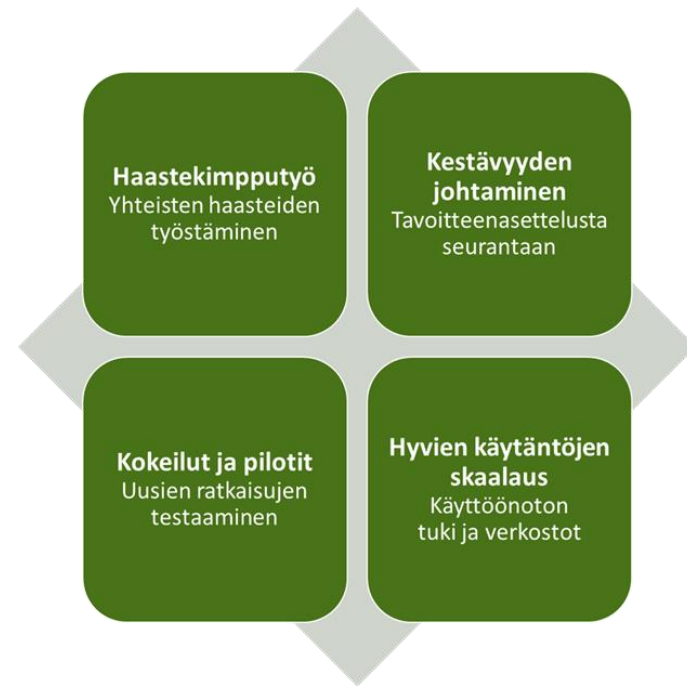 Haastekimpputyö
Yhteisten haasteiden
työstäminen
Kestävyyden
johtaminen
Tavoitteenasettelusta
seurantaan
Kokeilut ja pilotit
Uusien ratkaisujen
testaaminen
Hyvien käytäntöjen
skaalaus
Käyttöönoton
tuki ja verkostot